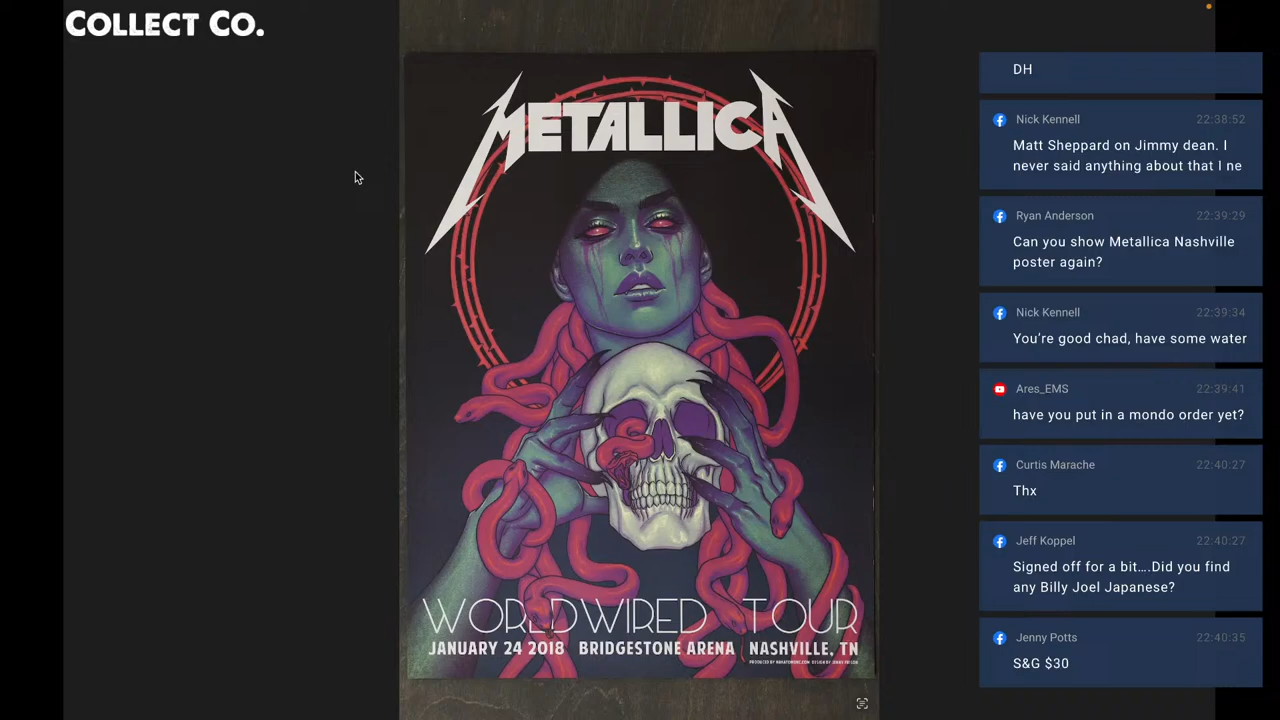 COLLECT CO.
METALLICA
WORLDWIRED TOUR
JANUARY 24 2018 BRIDGESTONE ARENA NASHVILLE, TN
DH
Nick Kennell 22:38:52
Matt Sheppard on Jimmy dean. I
never said anything about that I ne
Ryan Anderson 22:39:29
Can you show Metallica Nashville
poster again?
Nick Kennell 22:39:34
You're good chad, have some water
Ares_EMS 22:39:41
have you put in a mondo order yet?
Curtis Marache 22:40:27
Thx
Jeff Koppel 22:40:27
Signed off for a bit....Did you find
any Billy Joel Japanese?
Jenny Potts 22:40:35
S&G $30